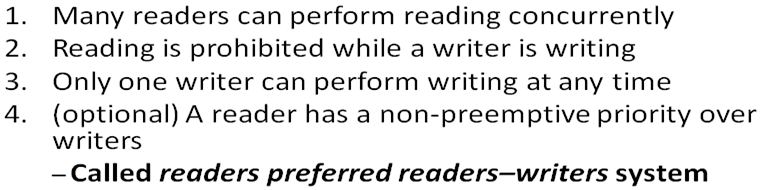 1. Many readers can perform reading concurrently
2. Reading is prohibited while a writer is writing
3. Only one writer can perform writing at any time
4. (optional) A reader has a non-preemptive priority over
writers
– Called readers preferred readers–writers system